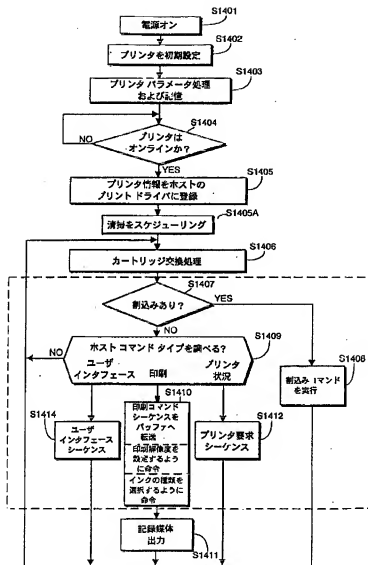 S1401
電源オン
S1402
プリンタを初期設定
S1403
プリンタ パラメータ処理
および記憶
S1404
プリンタは
オンラインか?
NO
YES
S1405
プリンタ情報をホストの
プリント ドライバに登録
清掃をスケジューリング
S1405A
S1406
カートリッジ交換処理
S1407
割込みあり?
YES
NO
S1409
ホスト コマンド タイプを調べる?
NO
ユーザ
インタフェース
印刷
プリンタ
状況
S1408
割込み コマンド
を実行
S1410
印刷コマンド
シーケンスを
バッファへ
転送
印刷解像度を
設定するよう
に命令
インクの種類を
選択するように
命令
S1414
ユーザ
インタフェース
シーケンス
S1412
プリンタ要求
シーケンス
記録媒体
出力
S1411